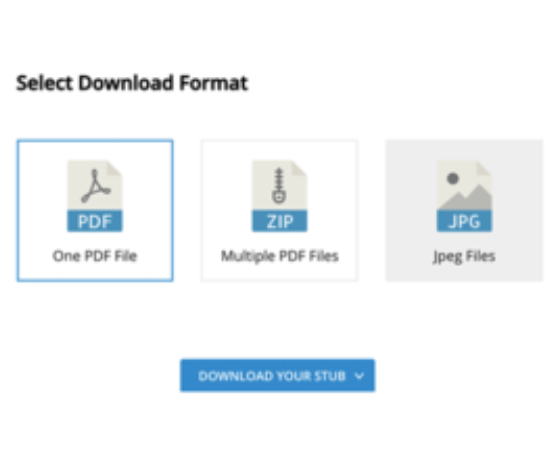 Select Download Format
PDF
ZIP
JPG
One PDF File
Multiple PDF Files
Jpeg Files
DOWNLOAD YOUR STUB